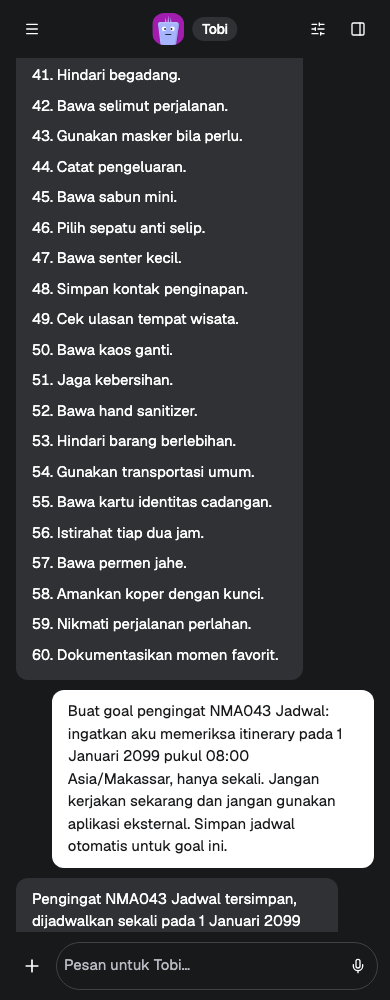 Tobi
41. Hindari begadang.
42. Bawa selimut perjalanan.
43. Gunakan masker bila perlu.
44. Catat pengeluaran.
45. Bawa sabun mini.
46. Pilih sepatu anti selip.
47. Bawa senter kecil.
48. Simpan kontak penginapan.
49. Cek ulasan tempat wisata.
50. Bawa kaos ganti.
51. Jaga kebersihan.
52. Bawa hand sanitizer.
53. Hindari barang berlebihan.
54. Gunakan transportasi umum.
55. Bawa kartu identitas cadangan.
56. Istirahat tiap dua jam.
57. Bawa permen jahe.
58. Amankan koper dengan kunci.
59. Nikmati perjalanan perlahan.
60. Dokumentasikan momen favorit.
Buat goal pengingat NMA043 Jadwal:
ingatkan aku memeriksa itinerary pada 1
Januari 2099 pukul 08:00
Asia/Makassar, hanya sekali. Jangan
kerjakan sekarang dan jangan gunakan
aplikasi eksternal. Simpan jadwal
otomatis untuk goal ini.
Pengingat NMA043 Jadwal tersimpan,
dijadwalkan sekali pada 1 Januari 2099
Pesan untuk Tobi...